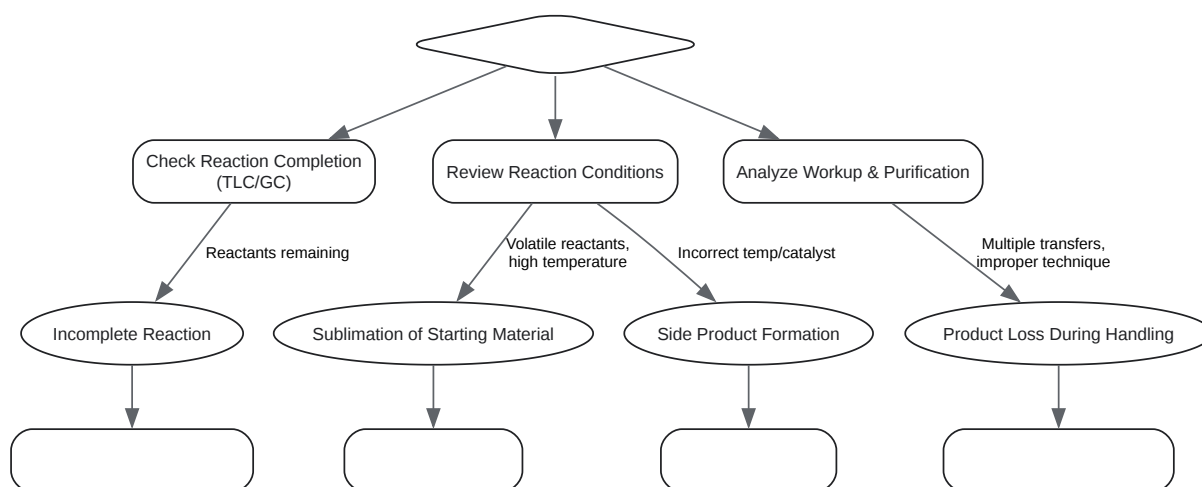 Check Reaction Completion
(TLC/GC)
Review Reaction Conditions
Analyze Workup & Purification
Reactants remaining
Volatile reactants,
high temperature
Incorrect temp/catalyst
Multiple transfers,
improper technique
Incomplete Reaction
Sublimation of Starting Material
Side Product Formation
Product Loss During Handling